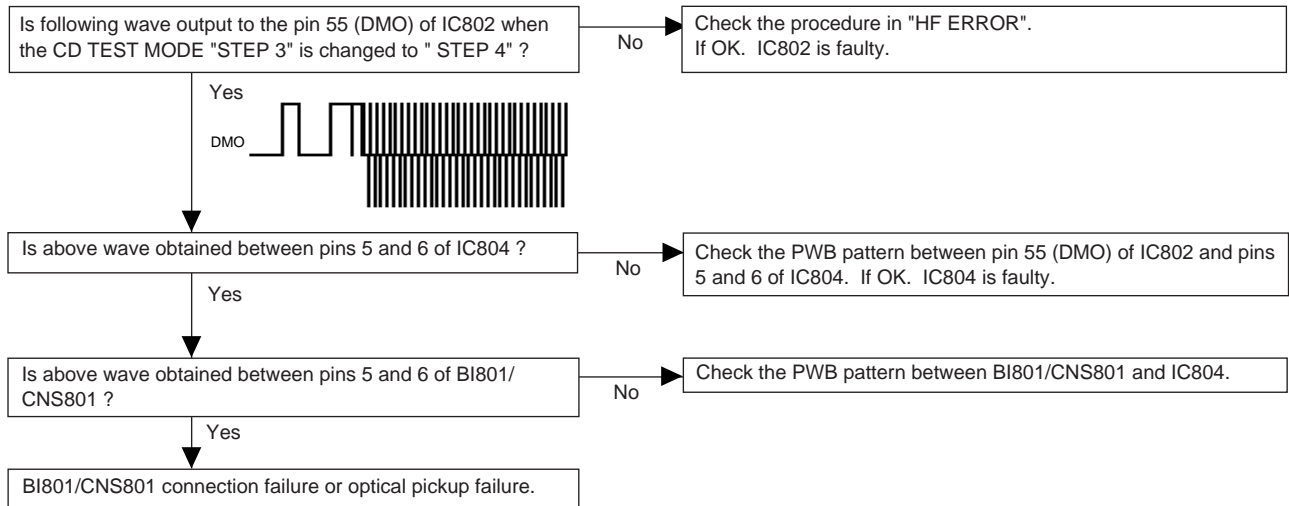 Is following wave output to the pin 55 (DMO) of IC802 when
the CD TEST MODE "STEP 3" is changed to " STEP 4" ?
No
Check the procedure in "HF ERROR".
If OK.  IC802 is faulty.
Yes
DMO
Is above wave obtained between pins 5 and 6 of IC804 ?
No
Check the PWB pattern between pin 55 (DMO) of IC802 and pins
5 and 6 of IC804.  If OK.  IC804 is faulty.
Yes
Is above wave obtained between pins 5 and 6 of BI801/
CNS801 ?
No
Check the PWB pattern between BI801/CNS801 and IC804.
Yes
BI801/CNS801 connection failure or optical pickup failure.